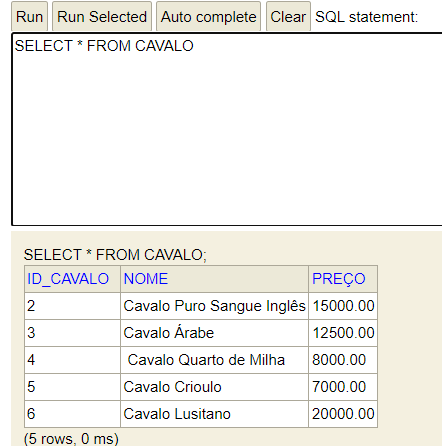 Run Run Selected Auto complete Clear SQL statement:
SELECT * FROM CAVALO
SELECT * FROM CAVALO;
ID_CAVALO NOME PREÇO
2 Cavalo Puro Sangue Inglês 15000.00
3 Cavalo Árabe 12500.00
4 Cavalo Quarto de Milha 8000.00
5 Cavalo Crioulo 7000.00
6 Cavalo Lusitano 20000.00
(5 rows, 0 ms)